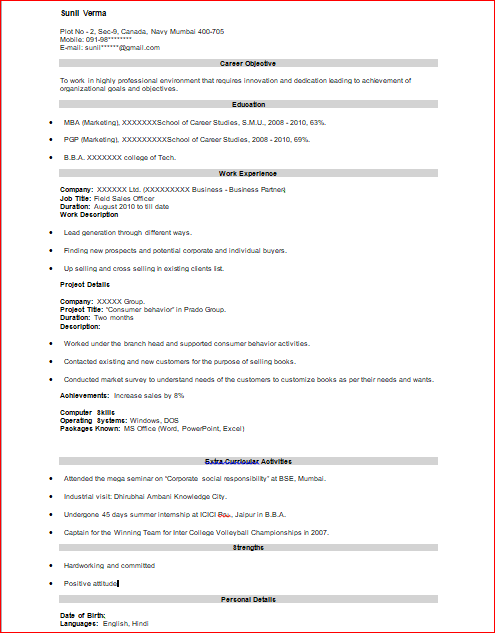 Sunil Verma
Plot No - 2, Sec-9, Canada, Navy Mumbai 400-705
Mobile: 091-98********
E-mail: sunil******@gmail.com
Career Objective
To work in highly professional environment that requires innovation and dedication leading to achievement of
organizational goals and objectives.
Education
• MBA (Marketing), XXXXXXXSchool of Career Studies, S.M.U., 2008 - 2010, 63%.
• PGP (Marketing), XXXXXXXXXSchool of Career Studies, 2008 - 2010, 69%.
• B.B.A. XXXXXXX college of Tech.
Work Experience
Company: XXXXXX Ltd. (XXXXXXXXX Business - Business Partner)
Job Title: Field Sales Officer
Duration: August 2010 to till date
Work Description
• Lead generation through different ways.
• Finding new prospects and potential corporate and individual buyers.
• Up selling and cross selling in existing clients list.
Project Details
Company: XXXXX Group.
Project Title: "Consumer behavior" in Prado Group.
Duration: Two months
Description:
• Worked under the branch head and supported consumer behavior activities.
• Contacted existing and new customers for the purpose of selling books.
• Conducted market survey to understand needs of the customers to customize books as per their needs and wants.
Achievements: Increase sales by 8%
Computer Skills
Operating Systems: Windows, DOS
Packages Known: MS Office (Word, PowerPoint, Excel)
Extra Curricular Activities
• Attended the mega seminar on "Corporate social responsibility" at BSE, Mumbai.
• Industrial visit: Dhirubhai Ambani Knowledge City.
• Undergone 45 days summer internship at ICICI Jaipur in B.B.A.
• Captain for the Winning Team for Inter College Volleyball Championships in 2007.
Strengths
• Hardworking and committed
• Positive attitude
Personal Details
Date of Birth:
Languages: English, Hindi